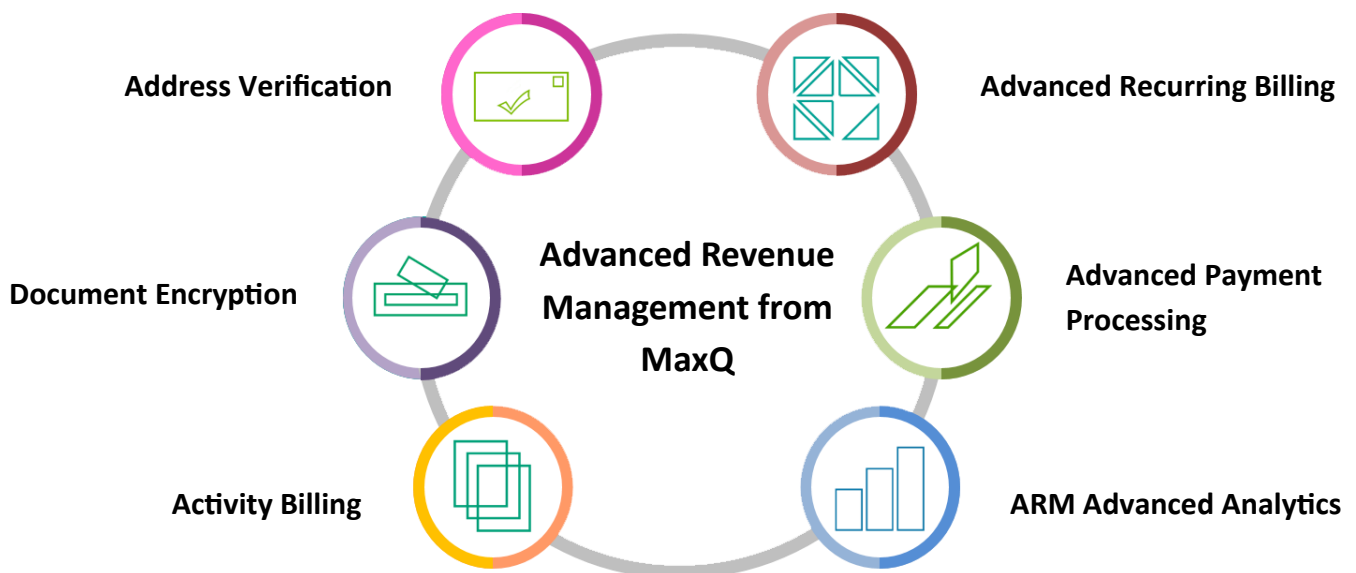 Address Verification
Advanced Recurring Billing
Document Encryption
Advanced Revenue
Management from
MaxQ
Advanced Payment
Processing
Activity Billing
ARM Advanced Analytics